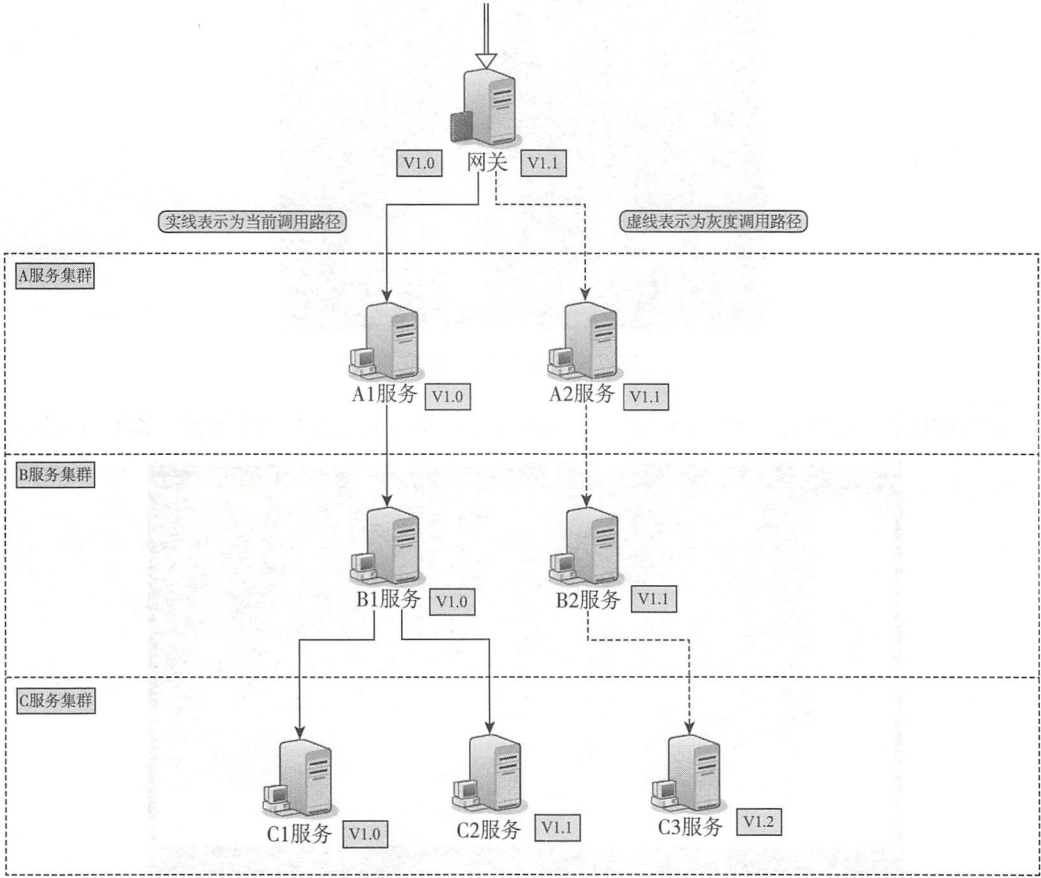 V1.0
网关
V1.1
实线表示为当前调用路径
虚线表示为灰度调用路径
A服务集群
A1服务
V1.0
A2服务
V1.1
B服务集群
B1服务
V1.0
B2服务
V1.1
C服务集群
C1服务
V1.0
C2服务
V1.1
C3服务
V1.2